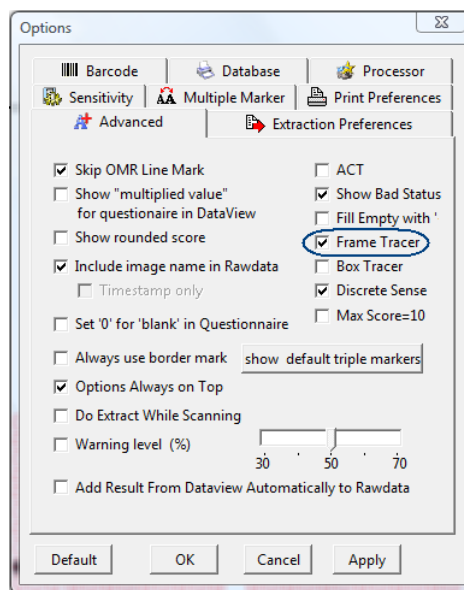 Options
Barcode
Database
Processor
Sensitivity
Multiple Marker
Print Preferences
Advanced
Extraction Preferences
Skip OMR Line Mark
Show "multiplied value"
for questionaire in DataView
Show rounded score
Include image name in Rawdata
Timestamp only
Set '0' for 'blank' in Questionnaire
Always use border mark
Options Always on Top
Do Extract While Scanning
Warning level (%)
ACT
Show Bad Status
Fill Empty with '
Frame Tracer
Box Tracer
Discrete Sense
Max Score=10
show default triple markers
30 50 70
Add Result From Dataview Automatically to Rawdata
Default OK Cancel Apply